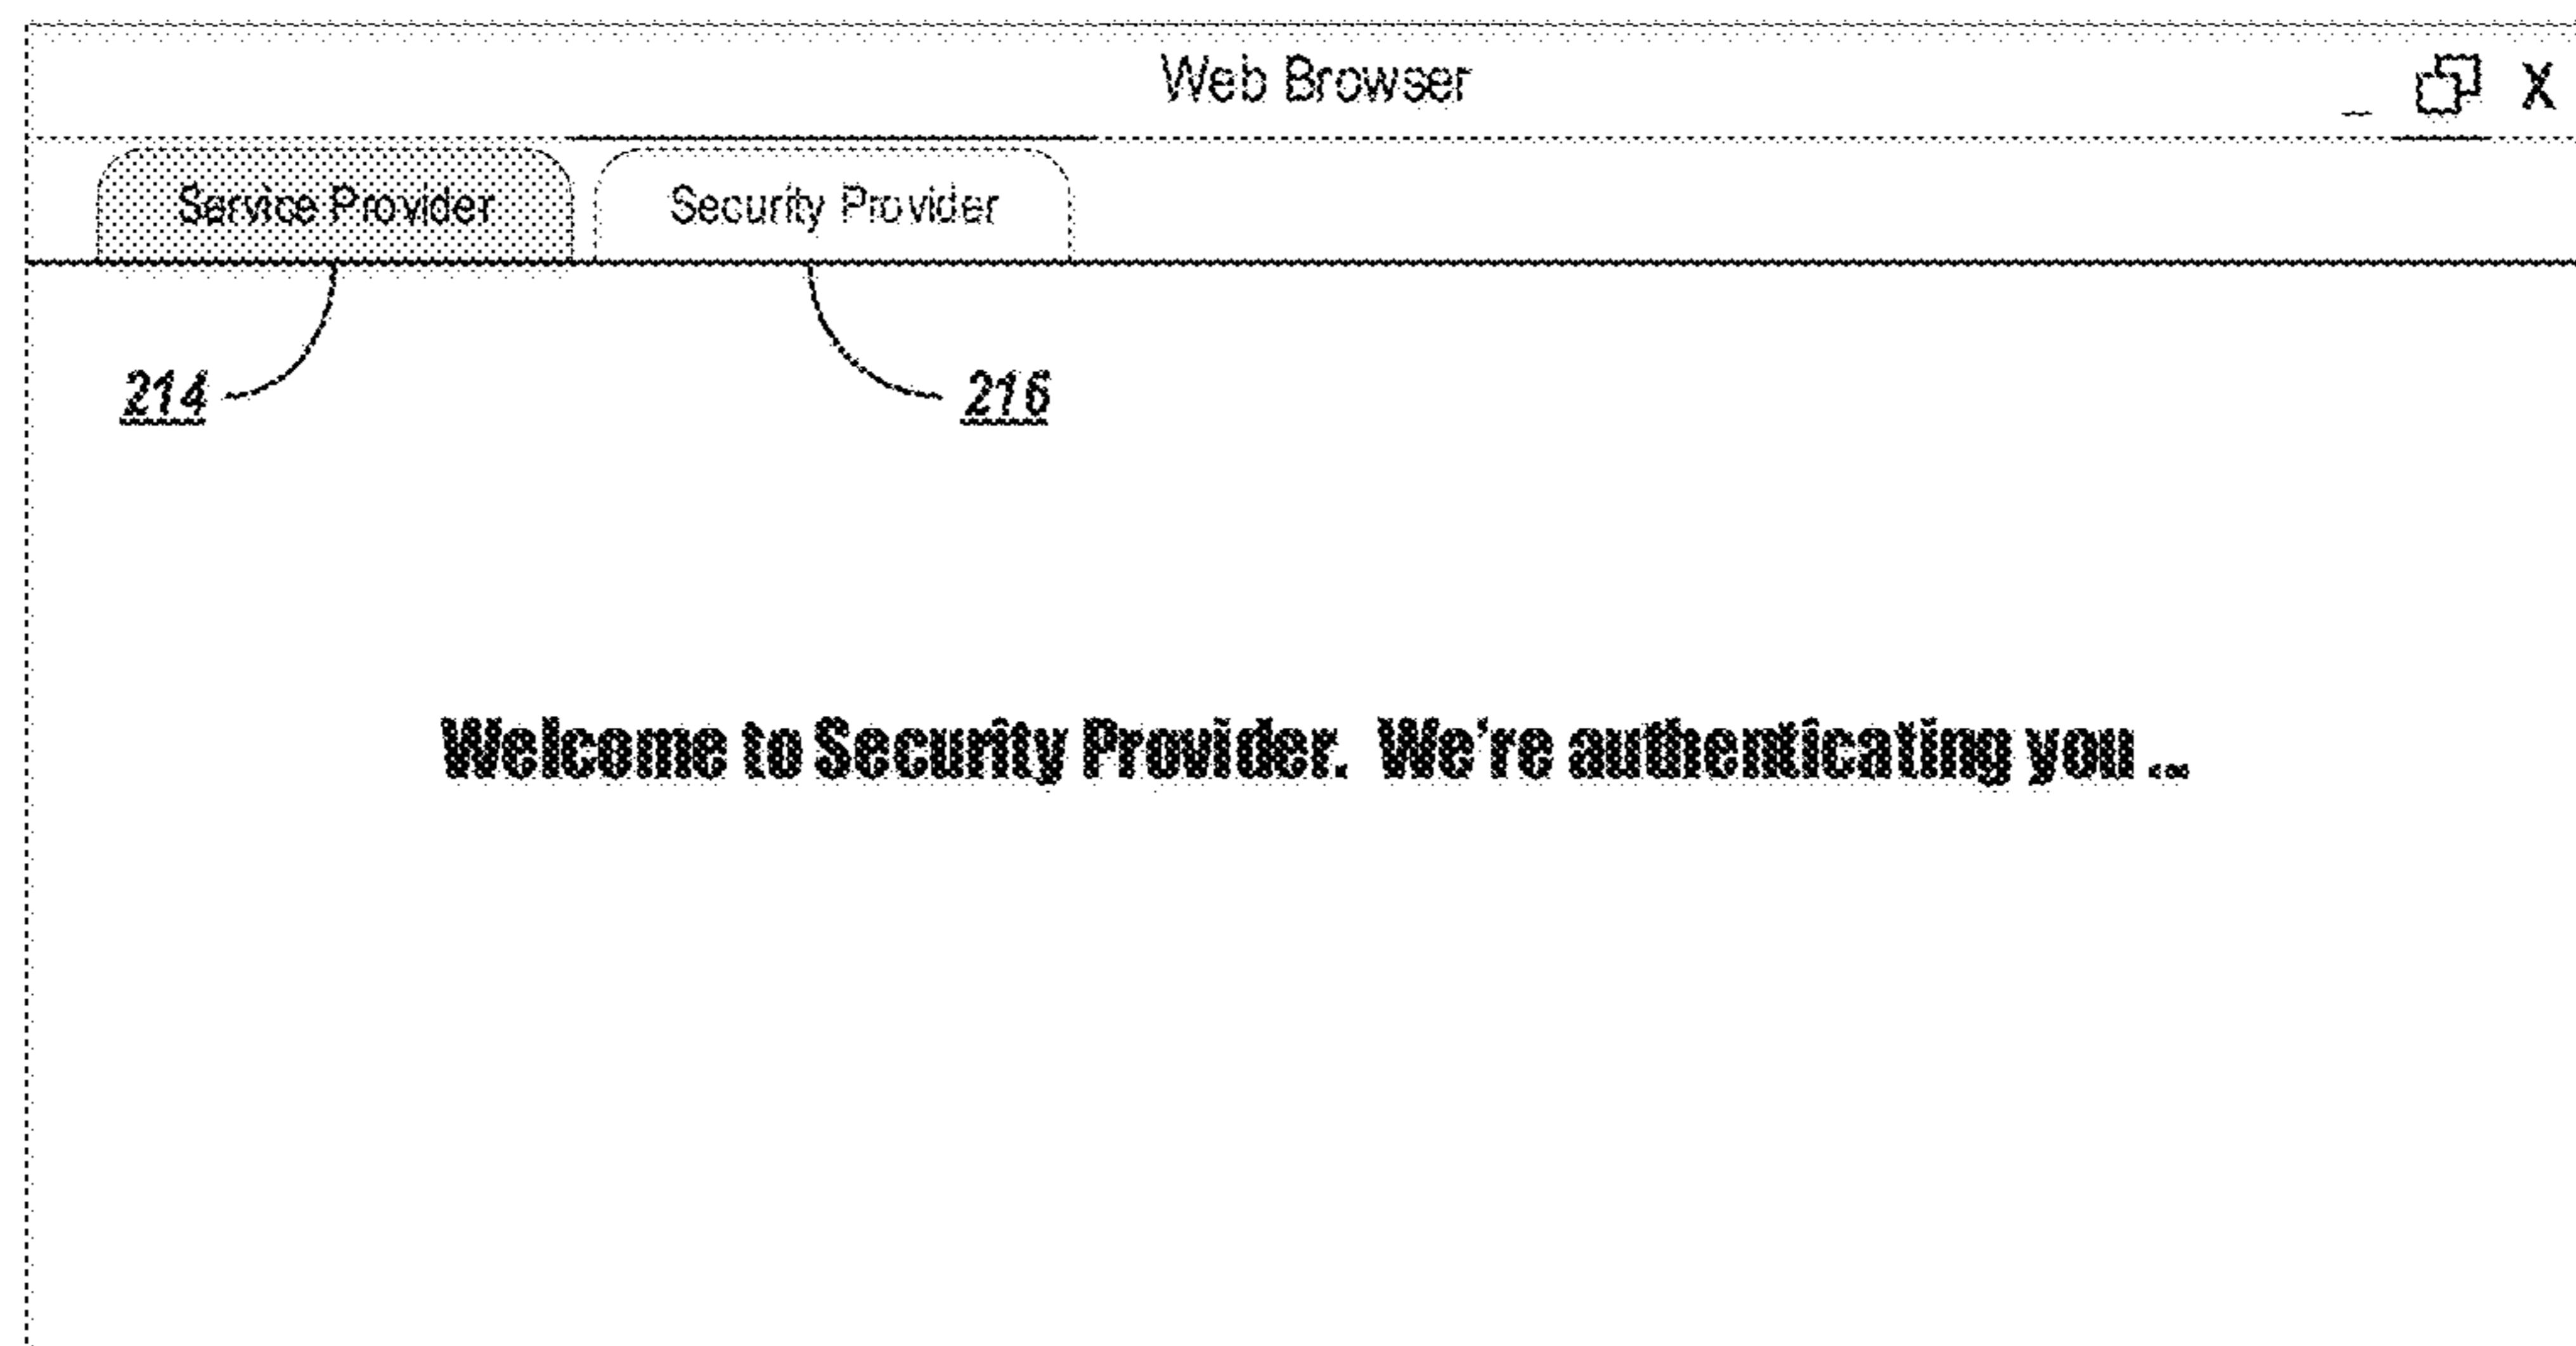 Web Browser _ X
Service Provider Security Provider
214 216
Welcome to Security Provider. We're authenticating you ...